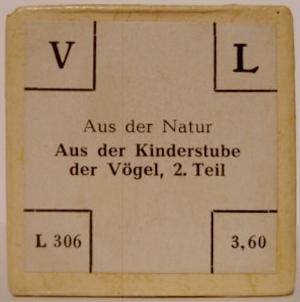 V L
Aus der Natur
Aus der Kinderstube
der Vögel, 2. Teil
L 306 3,60